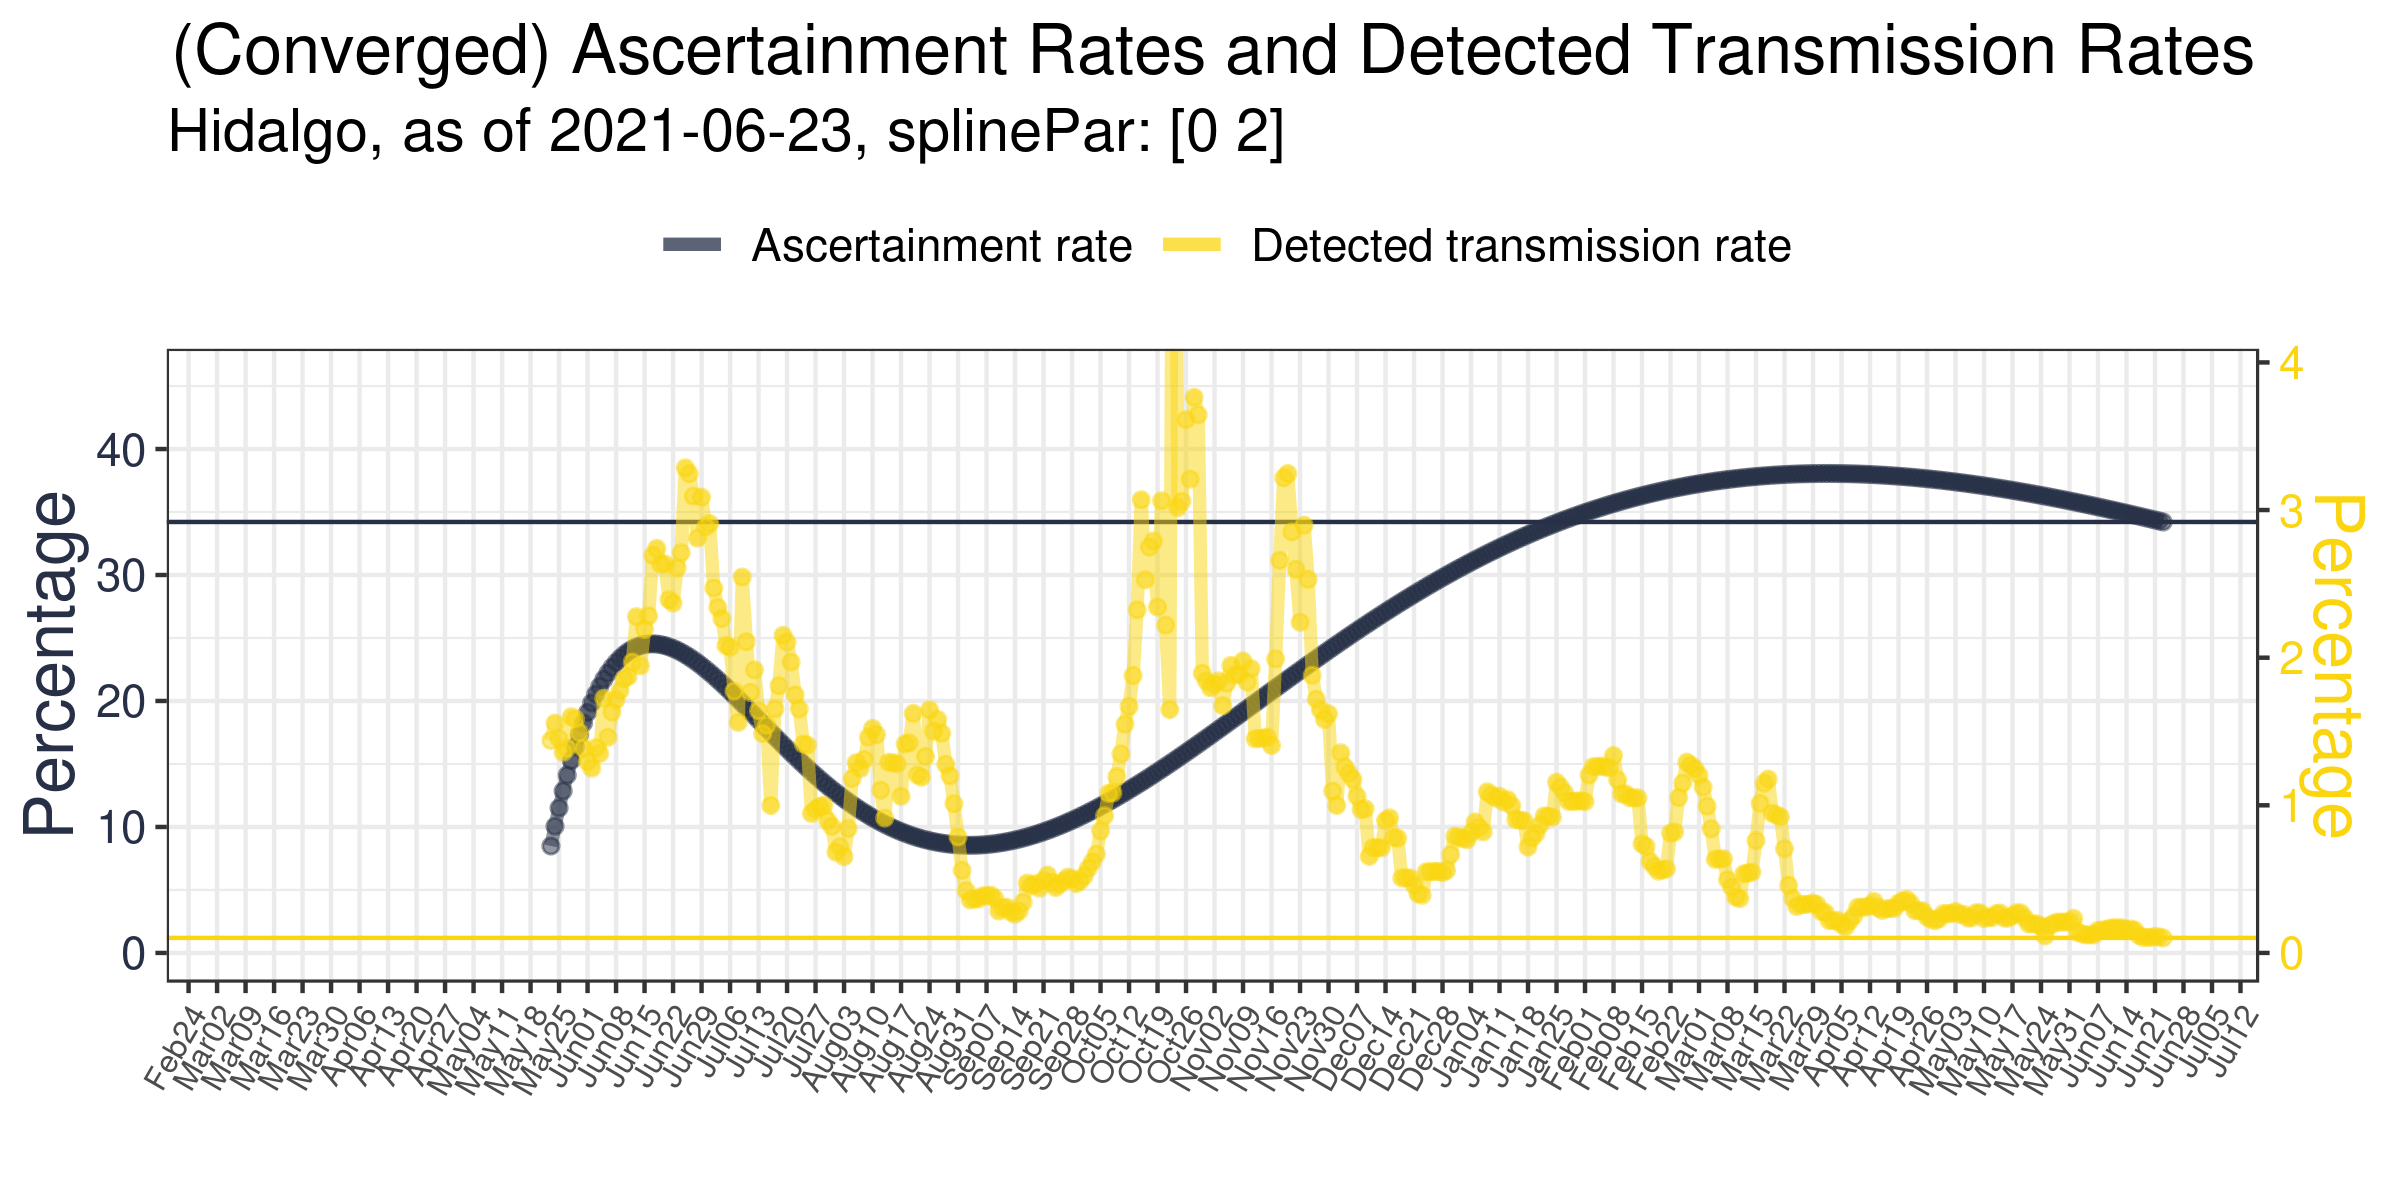 (Converged) Ascertainment Rates and Detected Transmission Rates
Hidalgo, as of 2021-06-23, splinePar: [0 2]
Ascertainment rate
Detected transmission rate
Percentage
40
30
20
10
0
4
3
2
1
0
Percentage
Feb24
Mar02
Mar09
Mar16
Mar23
Mar30
Apr06
Apr13
Apr20
Apr27
May04
May11
May18
May25
Jun01
Jun08
Jun15
Jun22
Jun29
Jul06
Jul13
Jul20
Jul27
Aug03
Aug10
Aug17
Aug24
Aug31
Sep07
Sep14
Sep21
Sep28
Oct05
Oct12
Oct19
Oct26
Nov02
Nov09
Nov16
Nov23
Nov30
Dec07
Dec14
Dec21
Dec28
Jan04
Jan11
Jan18
Jan25
Feb01
Feb08
Feb15
Feb22
Mar01
Mar08
Mar15
Mar22
Mar29
Apr05
Apr12
Apr19
Apr26
May03
May10
May17
May24
May31
Jun07
Jun14
Jun21
Jun28
Jul05
Jul12